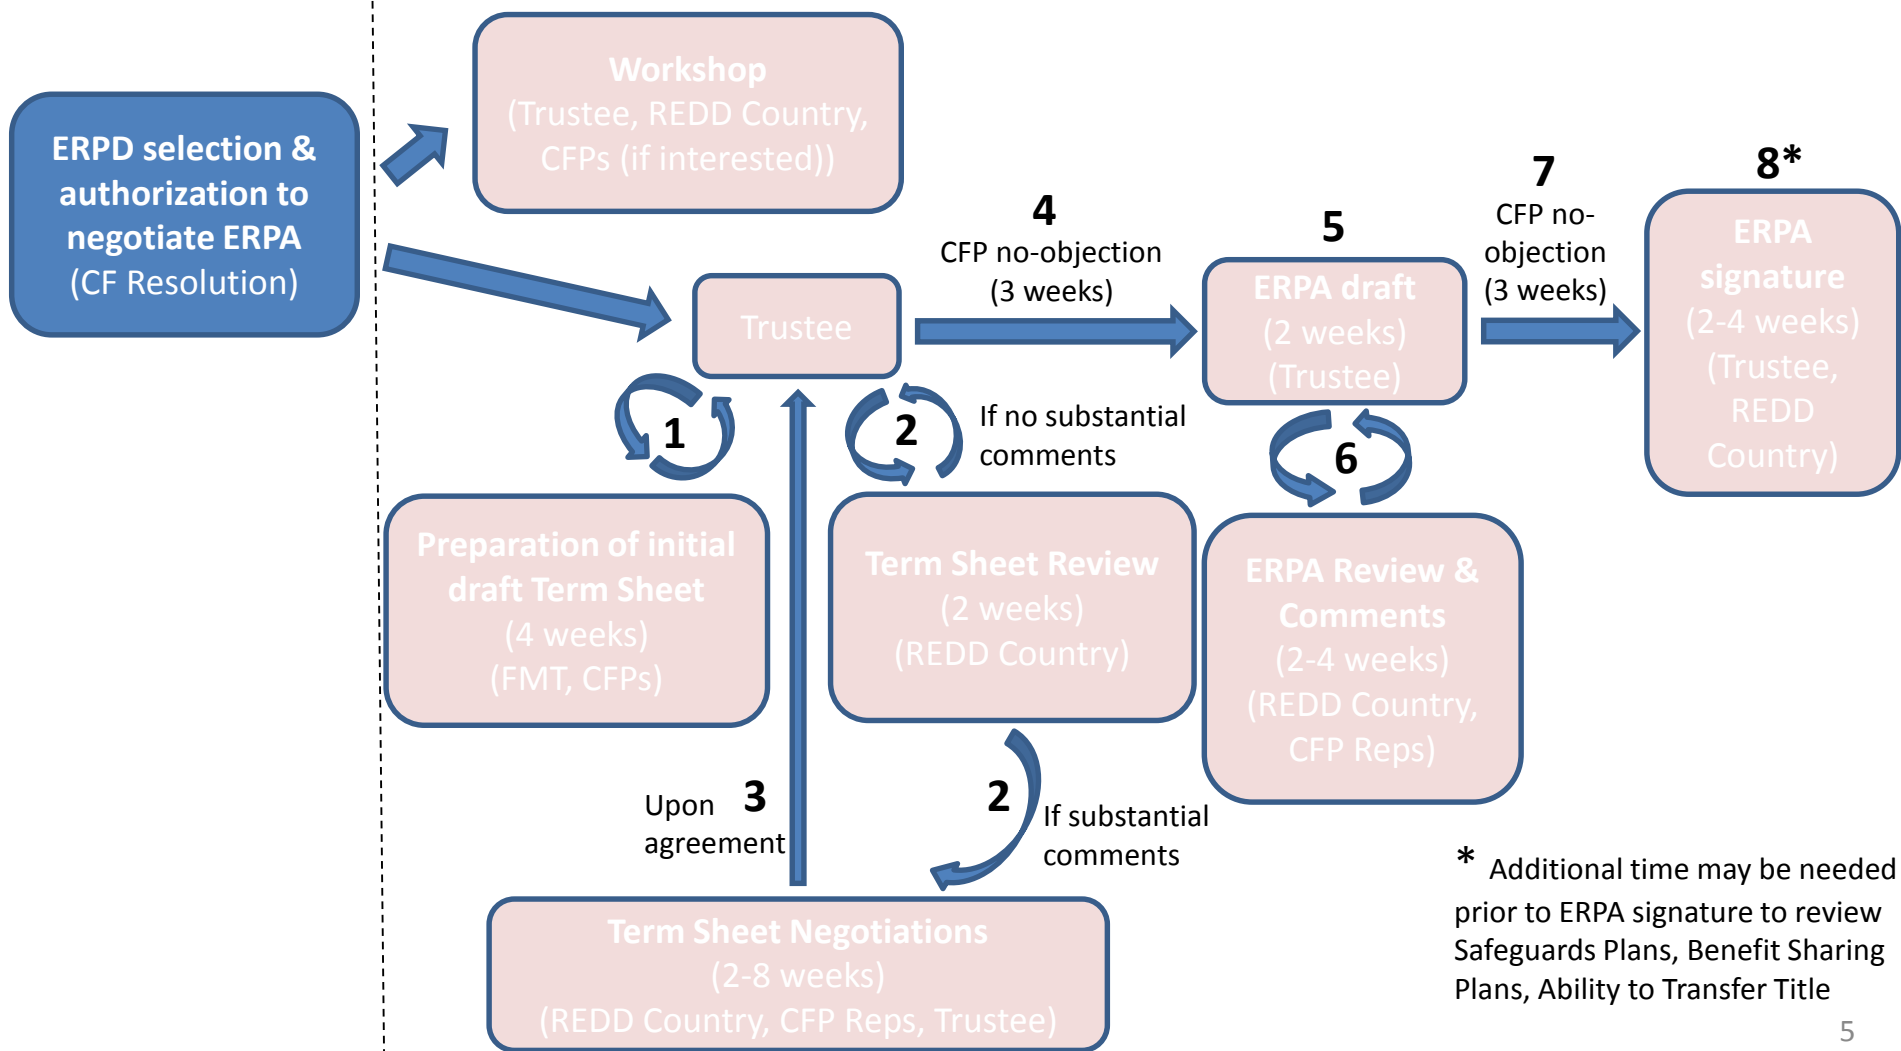 ERPD selection &
authorization to
negotiate ERPA
(CF Resolution)
Workshop
(Trustee, REDD Country,
CFPs (if interested))
Trustee
4
CFP no-objection
(3 weeks)
5
ERPA draft
(2 weeks)
(Trustee)
7
CFP no-
objection
(3 weeks)
8*
ERPA
signature
(2-4 weeks)
(Trustee,
REDD
Country)
1
2
If no substantial
comments
6
Preparation of initial
draft Term Sheet
(4 weeks)
(FMT, CFPs)
Term Sheet Review
(2 weeks)
(REDD Country)
ERPA Review &
Comments
(2-4 weeks)
(REDD Country,
CFP Reps)
Upon 3
agreement
2
If substantial
comments
Term Sheet Negotiations
(2-8 weeks)
(REDD Country, CFP Reps, Trustee)
* Additional time may be needed
prior to ERPA signature to review
Safeguards Plans, Benefit Sharing
Plans, Ability to Transfer Title
5